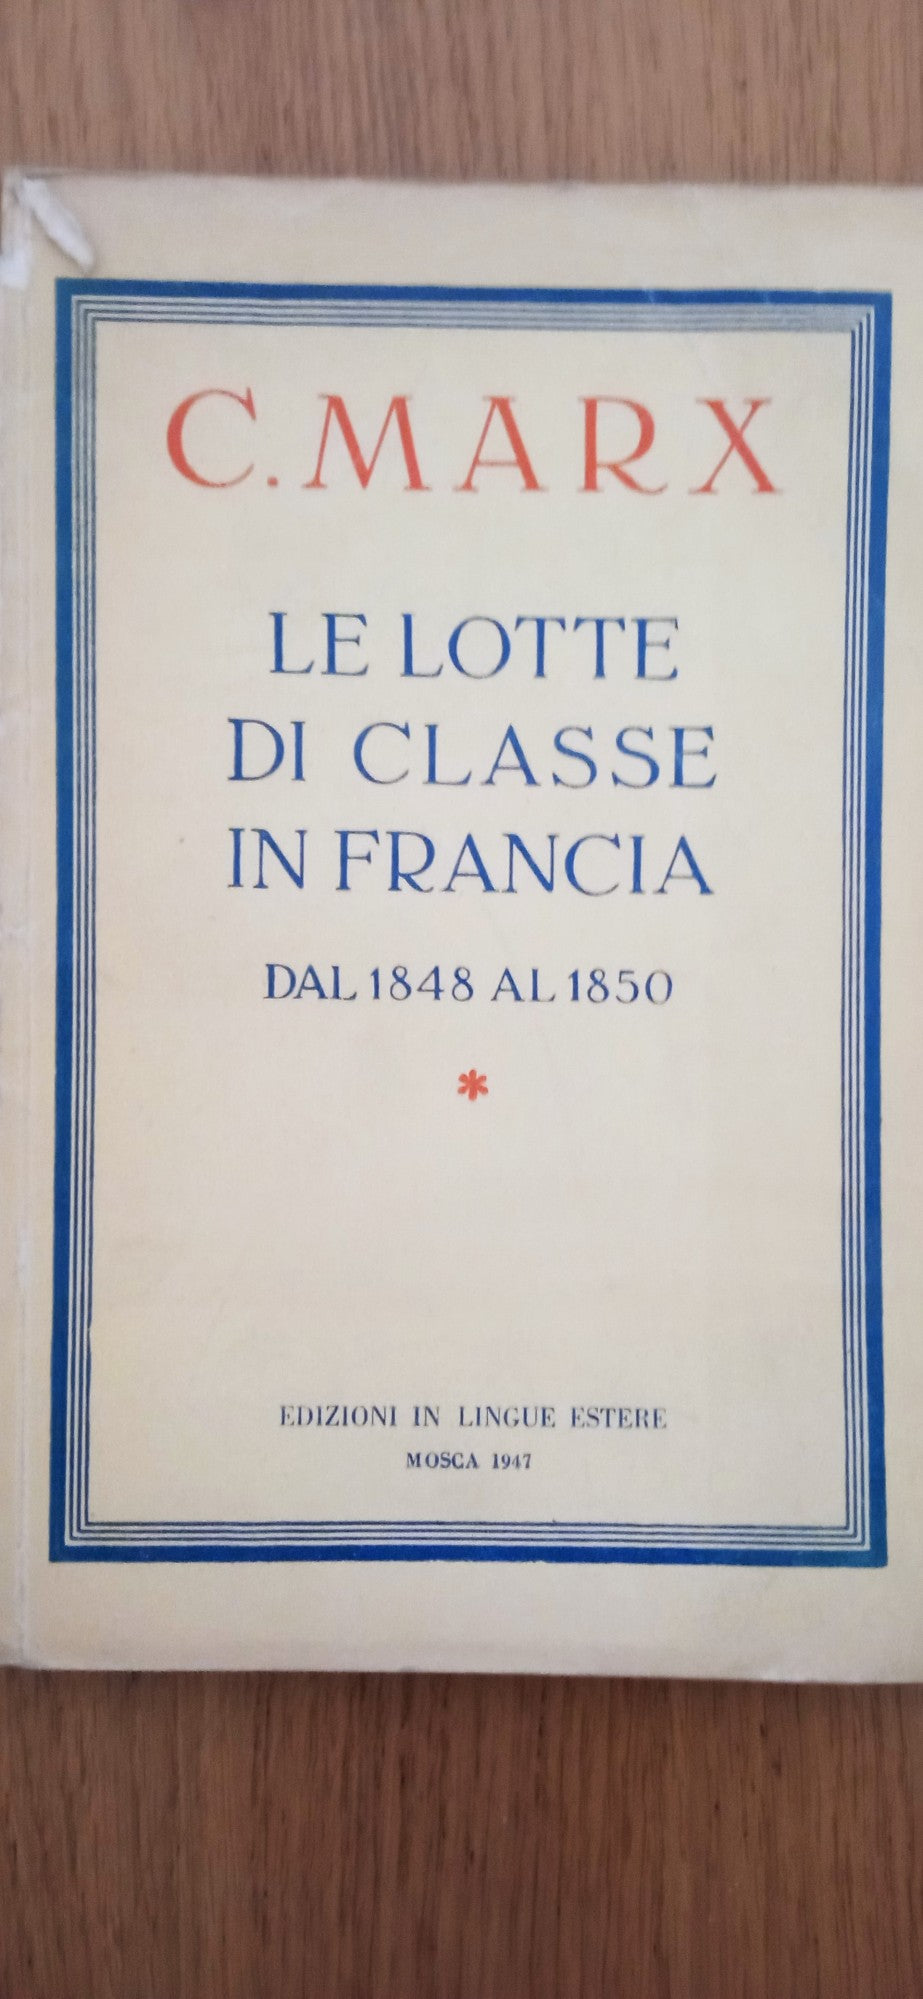 C. MARX
LE LOTTE
DI CLASSE
IN FRANCIA
DAL 1848 AL 1850
*
EDIZIONI IN LINGUE ESTERE
MOSCA 1947